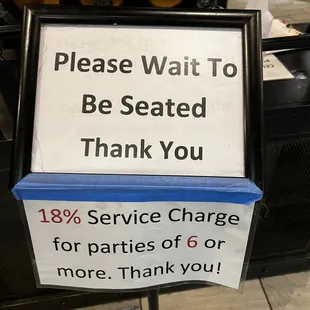 Please Wait To
Be Seated
Thank You
18% Service Charge
for parties of 6 or
more. Thank you!